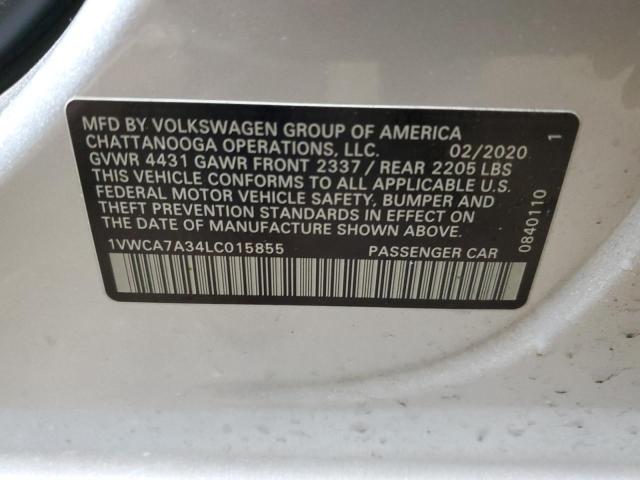 MFD BY VOLKSWAGEN GROUP OF AMERICA
CHATTANOOGA OPERATIONS, LLC. 02/2020
GVWR 4431 GAWR FRONT 2337 / REAR 2205 LBS
THIS VEHICLE CONFORMS TO ALL APPLICABLE U.S.
FEDERAL MOTOR VEHICLE SAFETY, BUMPER AND
THEFT PREVENTION STANDARDS IN EFFECT ON
THE DATE OF MANUFACTURE SHOWN ABOVE.
1VWCA7A34LC015855 PASSENGER CAR
0840110 1